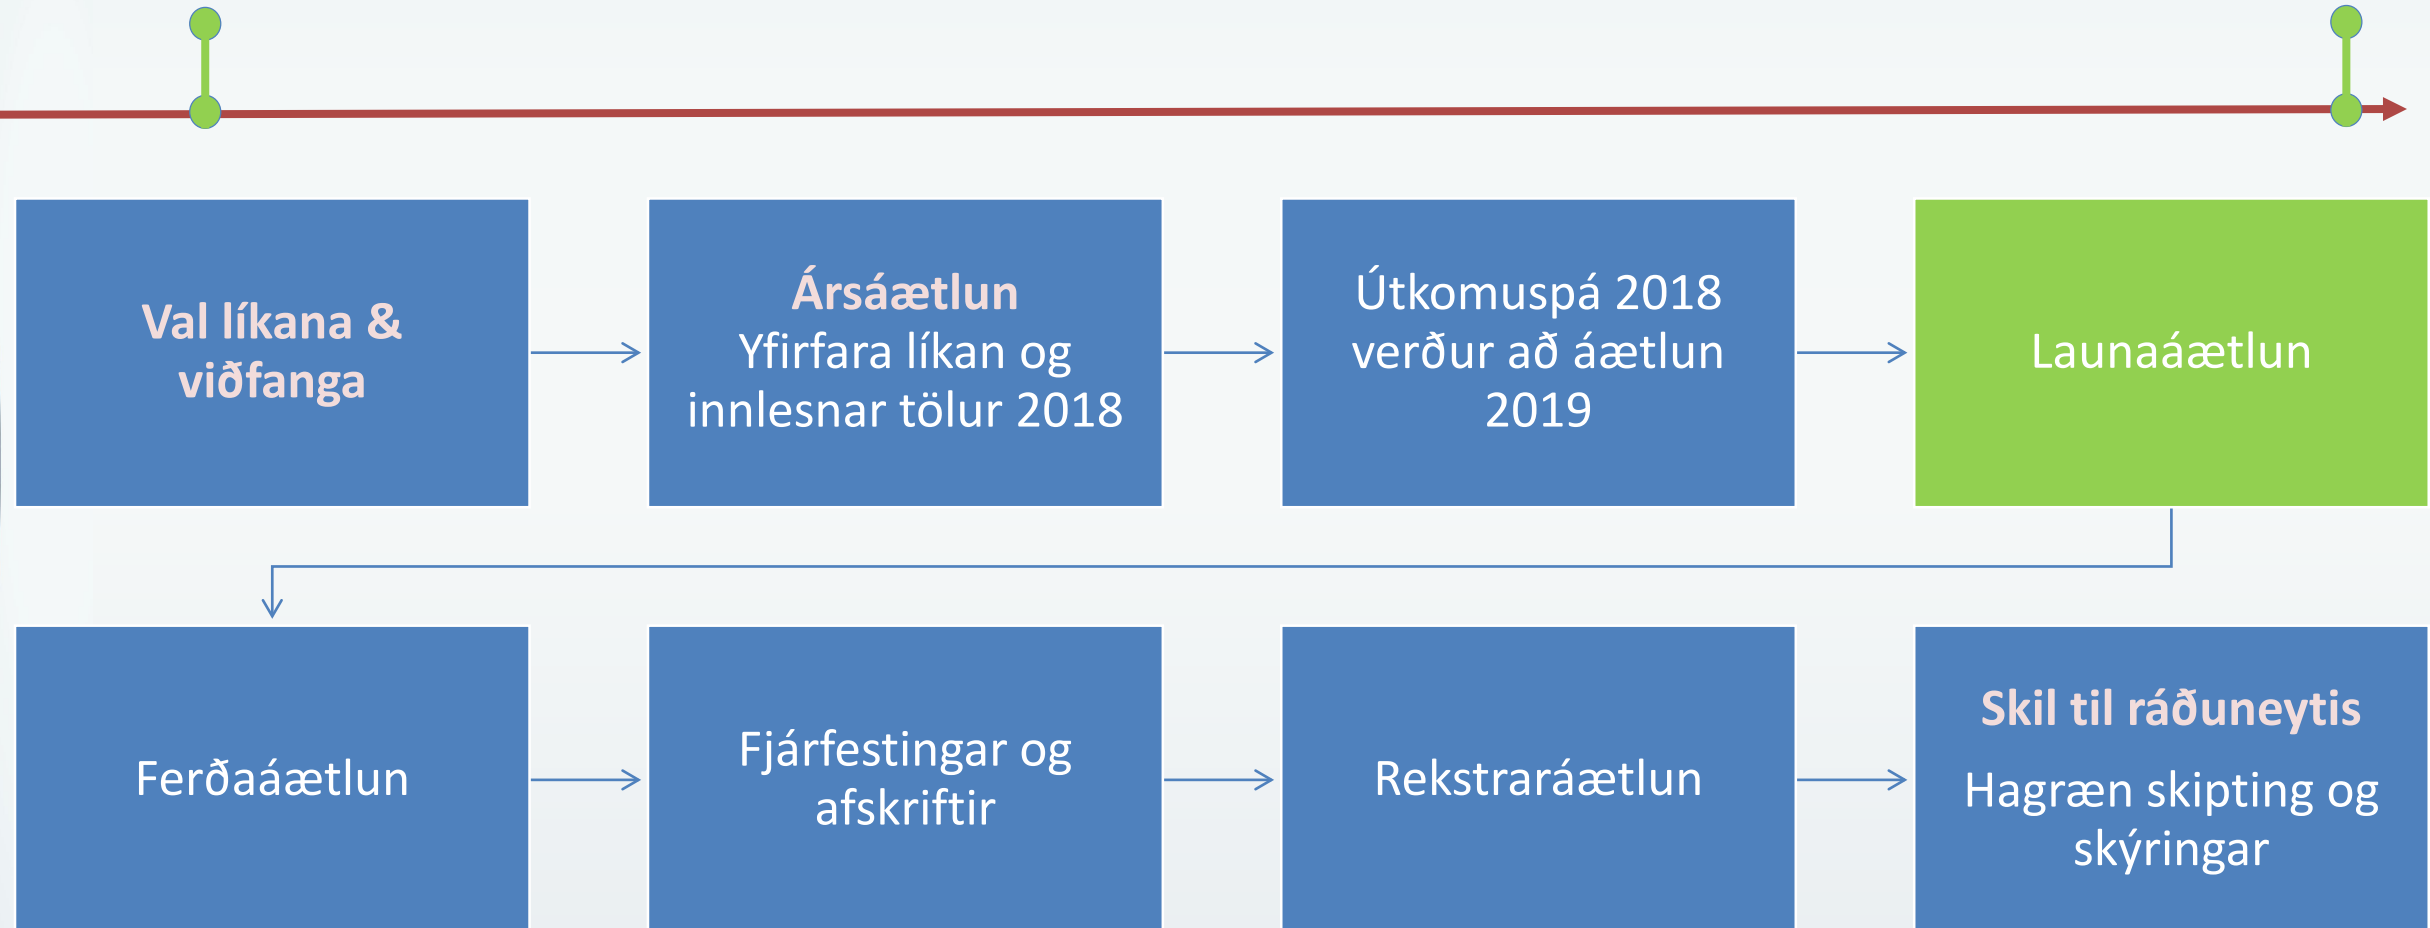 Val líkana &
viðfanga
Ársáætlun
Yfirfara líkan og
innlesnar tölur 2018
Útkomuspá 2018
verður að áætlun
2019
Launaáætlun
Ferðaáætlun
Fjárfestingar og
afskriftir
Rekstraráætlun
Skil til ráðuneytis
Hagræn skipting og
skýringar